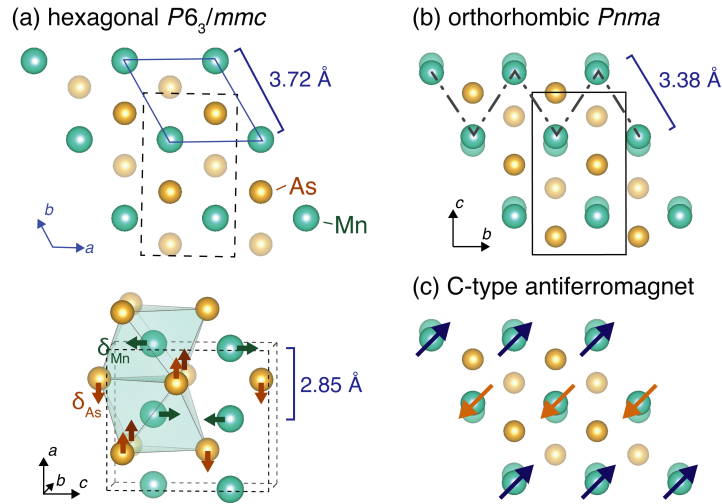 (a) hexagonal P6₃/mmc
3.72 Å
As
Mn
b
a
δMn
δAs
2.85 Å
a
b
c
(b) orthorhombic Pnma
3.38 Å
c
b
(c) C-type antiferromagnet